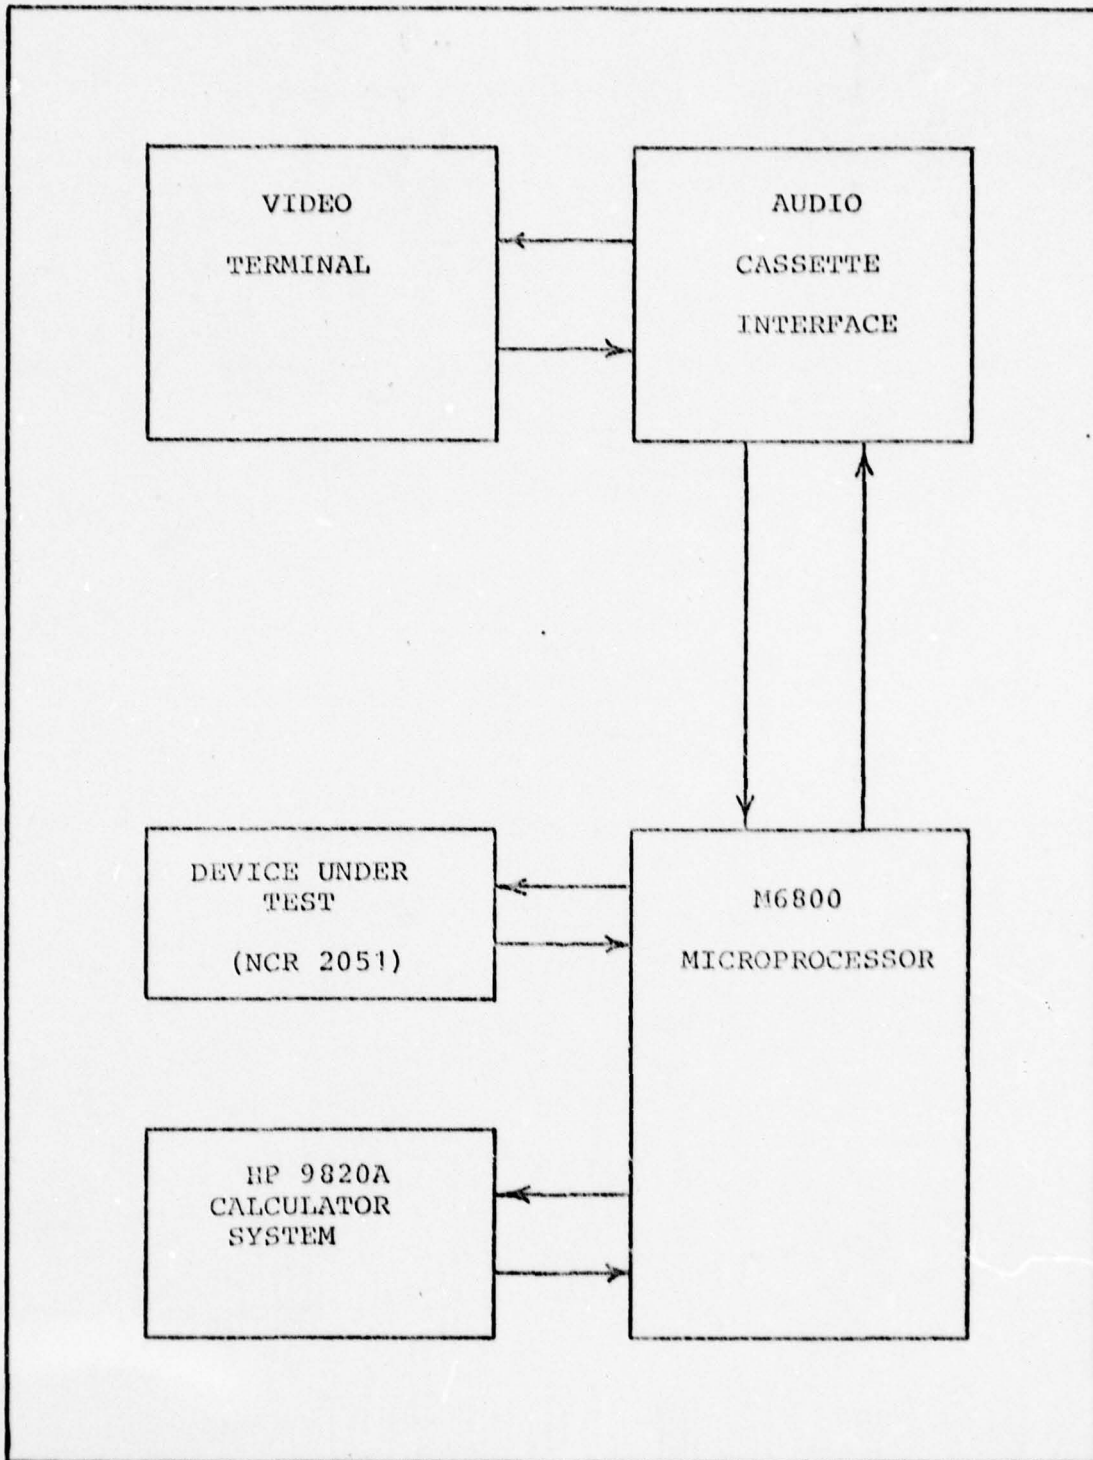 VIDEO
TERMINAL
AUDIO
CASSETTE
INTERFACE
DEVICE UNDER
TEST
(NCR 2051)
M6800
MICROPROCESSOR
HP 9820A
CALCULATOR
SYSTEM